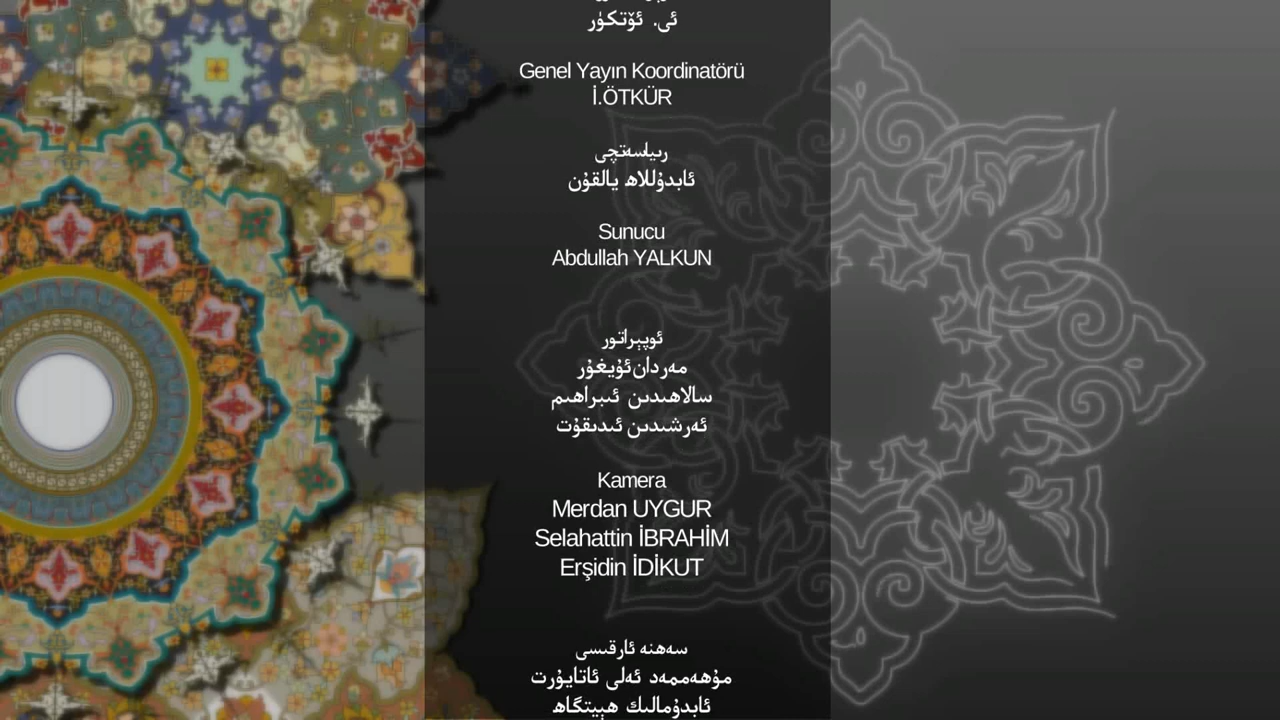 ئى. ئۆتكۈر
Genel Yayın Koordinatörü
İ.ÖTKÜR
رىياسەتچى
ئابدۇللاھ يالقۇن
Sunucu
Abdullah YALKUN
ئوپېراتور
مەردان ئۇيغۇر
سالاھىدىن ئىبراھىم
ئەرشىدىن ئىدىقۇت
Kamera
Merdan UYGUR
Selahattin İBRAHİM
Erşidin İDİKUT
سەھنە ئارقىسى
مۇھەممەد ئەلى ئاتايۇرت
ئابدۇمالىك ھېيتگاھ